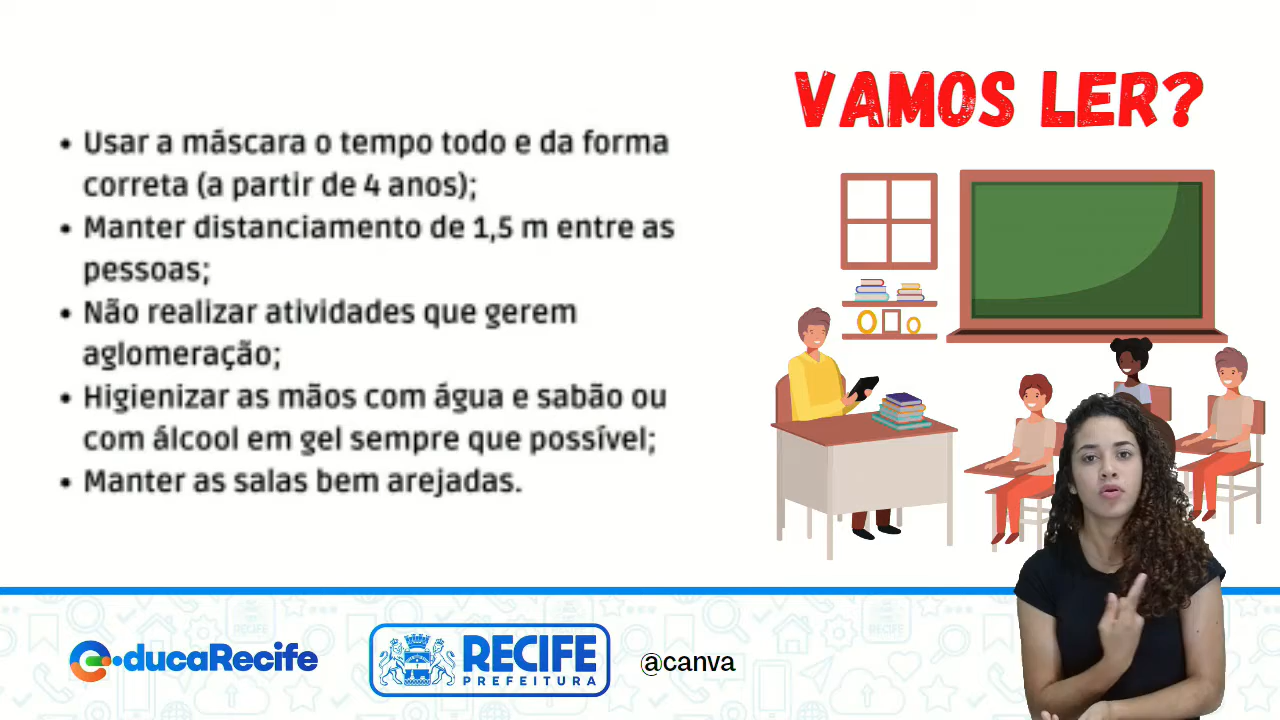 VAMOS LER?
• Usar a máscara o tempo todo e da forma
correta (a partir de 4 anos);
• Manter distanciamento de 1,5 m entre as
pessoas;
• Não realizar atividades que gerem
aglomeração;
• Higienizar as mãos com água e sabão ou
com álcool em gel sempre que possível;
• Manter as salas bem arejadas.
EducaRecife
RECIFE
PREFEITURA
@canva